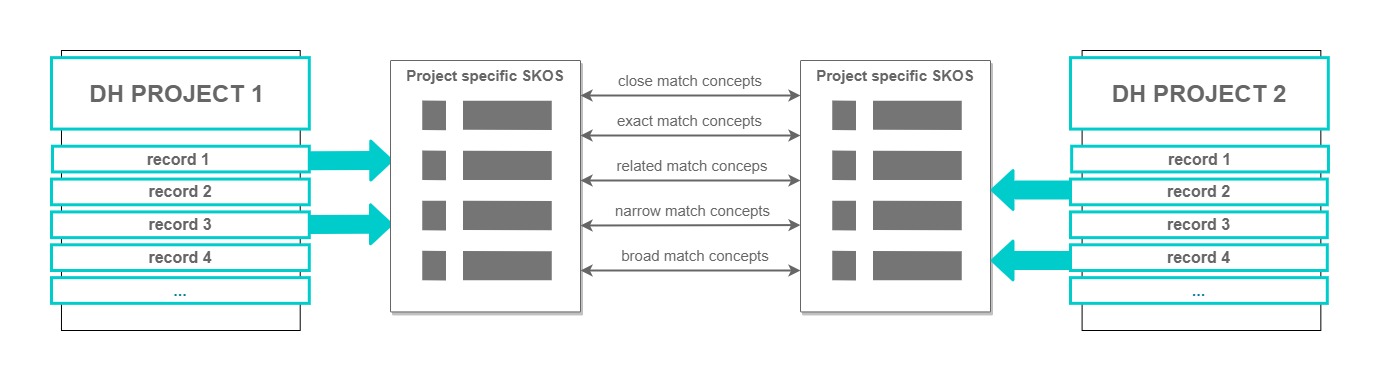 DH PROJECT 1
record 1
record 2
record 3
record 4
...
Project specific SKOS
close match concepts
exact match concepts
related match conceps
narrow match concepts
broad match concepts
Project specific SKOS
DH PROJECT 2
record 1
record 2
record 3
record 4
...